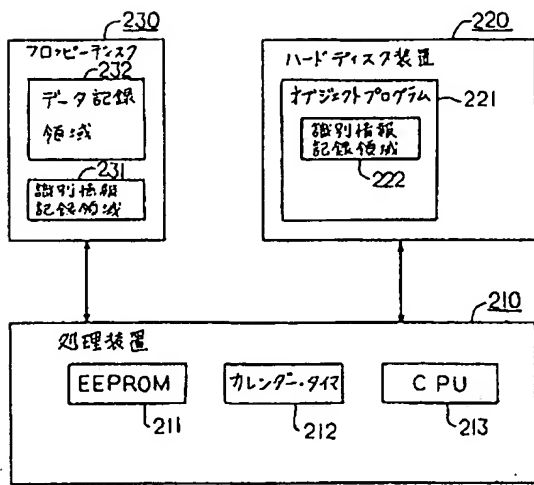 230
フロッピーディスク
232
データ記録
領域
231
識別情報
記録領域
220
ハードディスク装置
オブジェクトプログラム
221
識別情報
記録領域
222
210
処理装置
EEPROM
211
カレンダー・タイマ
212
CPU
213